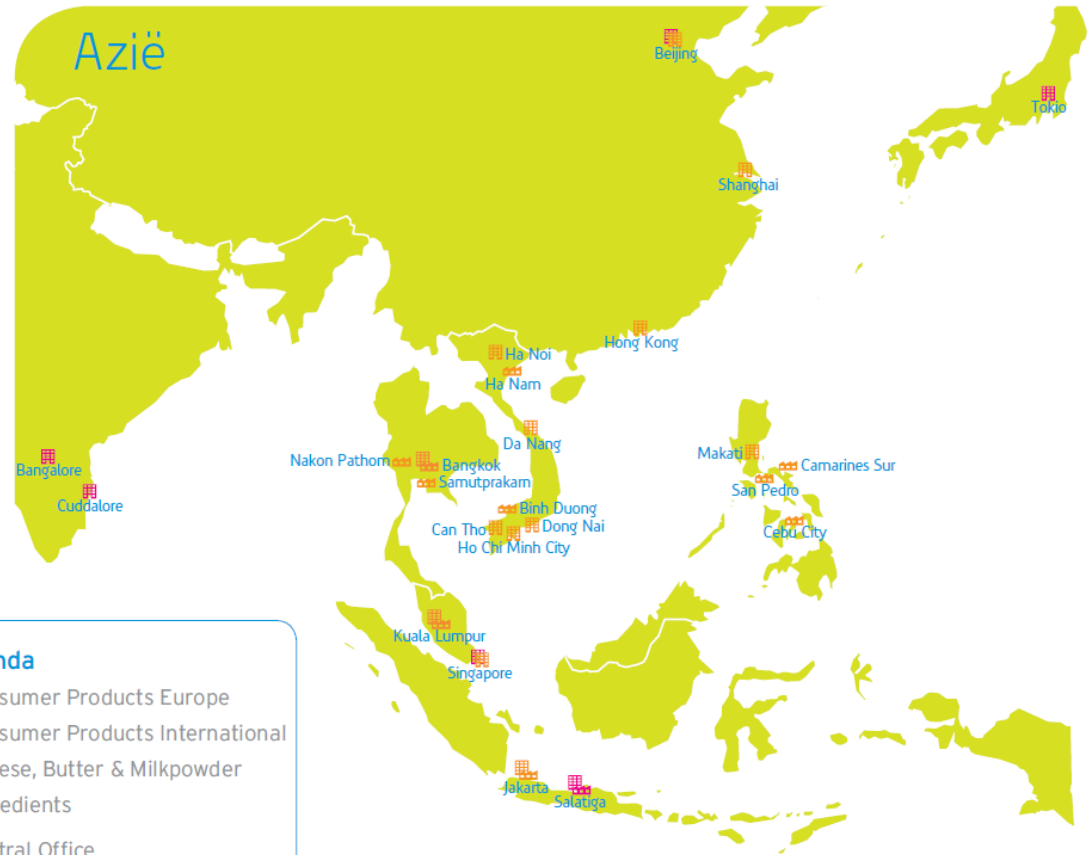 Azië
Beijing
Tokio
Shanghai
Hong Kong
Ha Noi
Ha Nam
Da Nang
Bangalore
Cuddalore
Nakon Pathom
Bangkok
Samutprakam
Makati
Camarines Sur
San Pedro
Cebu City
Binh Duong
Can Tho
Dong Nai
Ho Chi Minh City
Kuala Lumpur
Singapore
Jakarta
Salatiga
nda
sumer Products Europe
sumer Products International
ese, Butter & Milkpowder
edients
tral Office